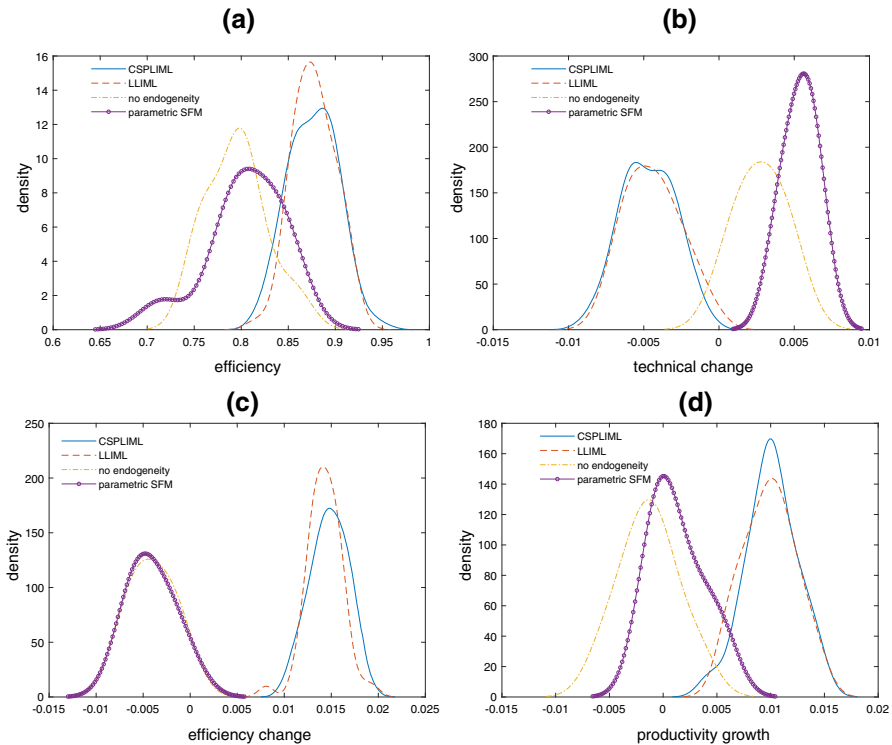 (a)
16
14
12
10
8
6
4
2
0
density
CSPLIML
LLIML
no endogeneity
parametric SFM
0.6 0.65 0.7 0.75 0.8 0.85 0.9 0.95 1
efficiency
(b)
300
250
200
150
100
50
0
density
CSPLIML
LLIML
no endogeneity
parametric SFM
-0.015 -0.01 -0.005 0 0.005 0.01
technical change
(c)
250
200
150
100
50
0
density
CSPLIML
LLIML
no endogeneity
parametric SFM
-0.015 -0.01 -0.005 0 0.005 0.01 0.015 0.02 0.025
efficiency change
(d)
180
160
140
120
100
80
60
40
20
0
density
CSPLIML
LLIML
no endogeneity
parametric SFM
-0.015 -0.01 -0.005 0 0.005 0.01 0.015 0.02
productivity growth